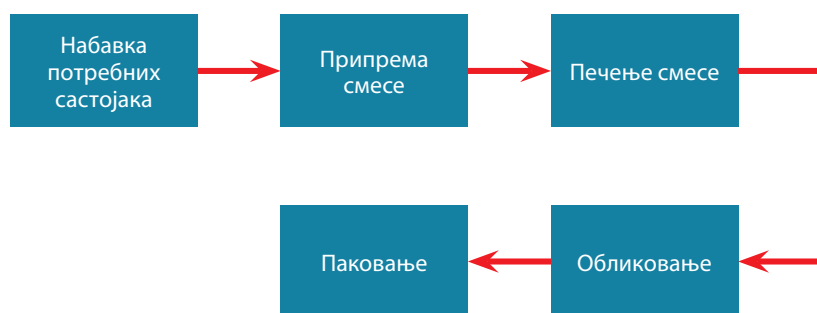 Набавка
потребних
састојака
Припрема
смесе
Печење смесе
Обликовање
Паковање